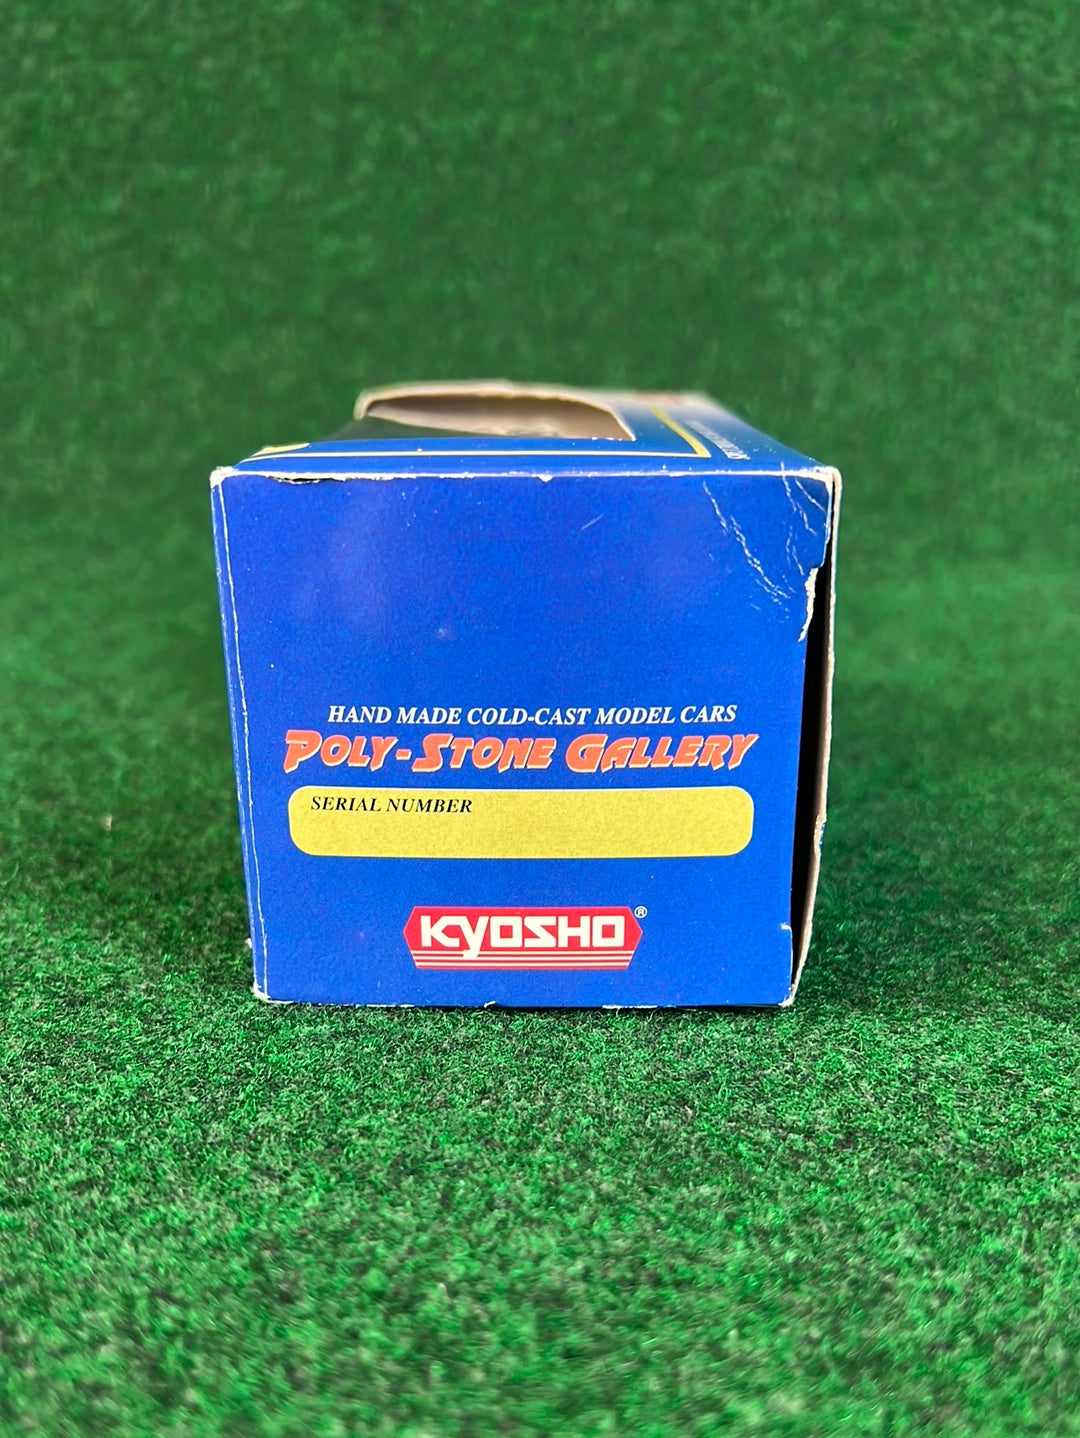 HAND MADE COLD-CAST MODEL CARS
POLY-STONE GALLERY
SERIAL NUMBER
KYOSHO®